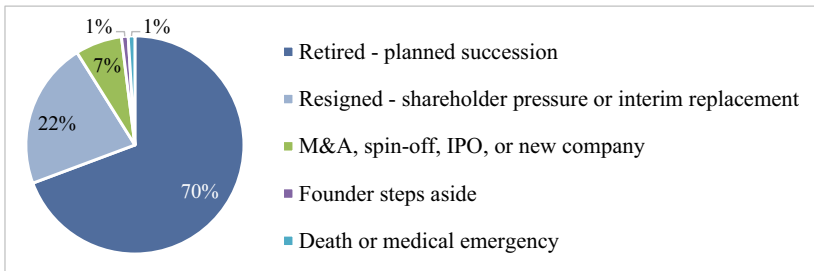 1% 1%
7%
22%
70%
Retired - planned succession
Resigned - shareholder pressure or interim replacement
M&A, spin-off, IPO, or new company
Founder steps aside
Death or medical emergency